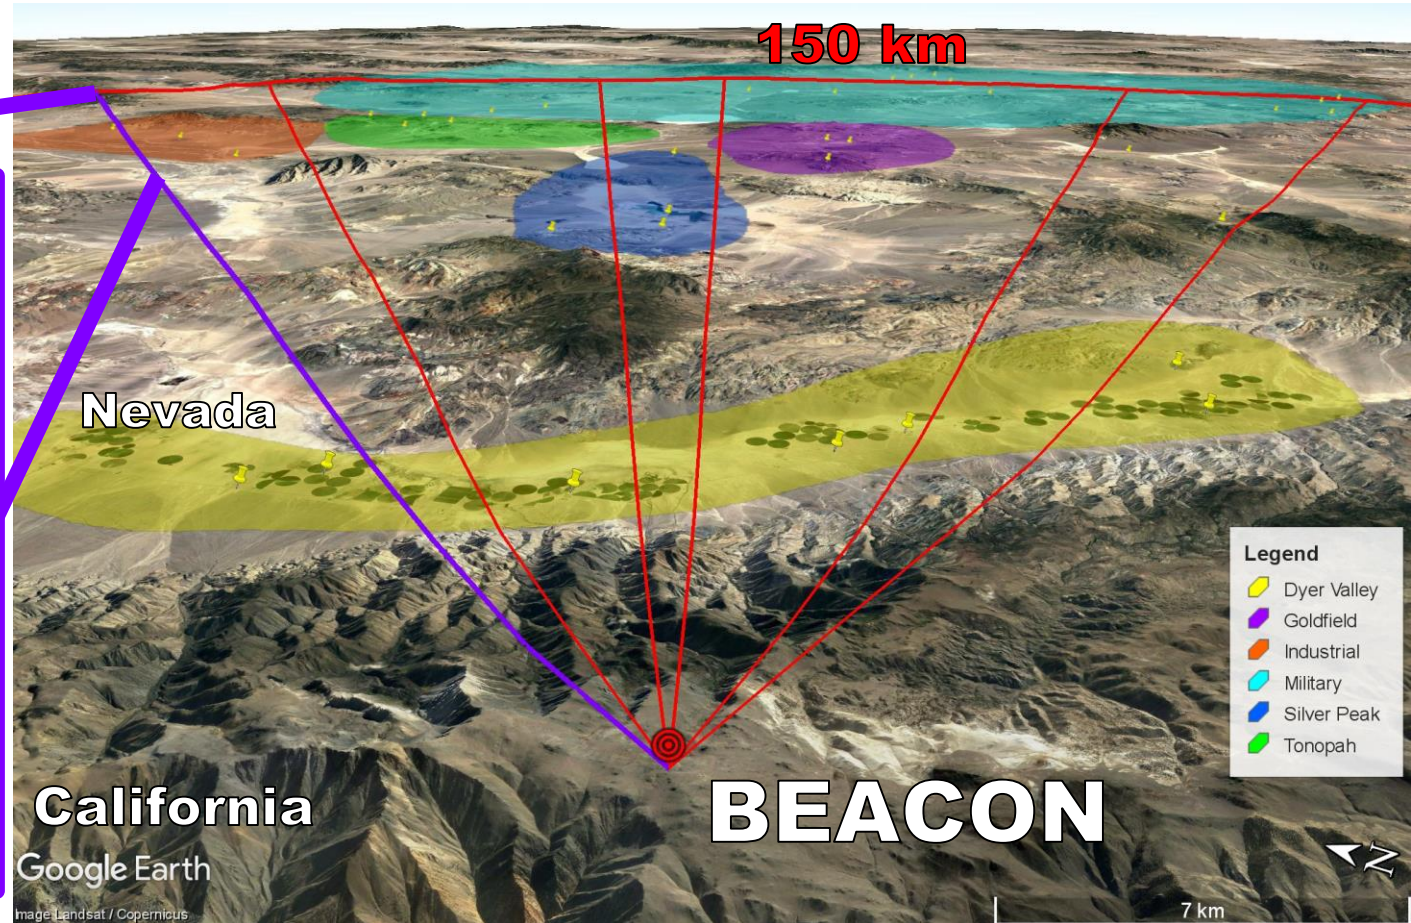 150 km
Nevada
Legend
Dyer Valley
Goldfield
Industrial
Military
Silver Peak
Tonopah
California
BEACON
Google Earth
Image Landsat / Copernicus
N
7 km